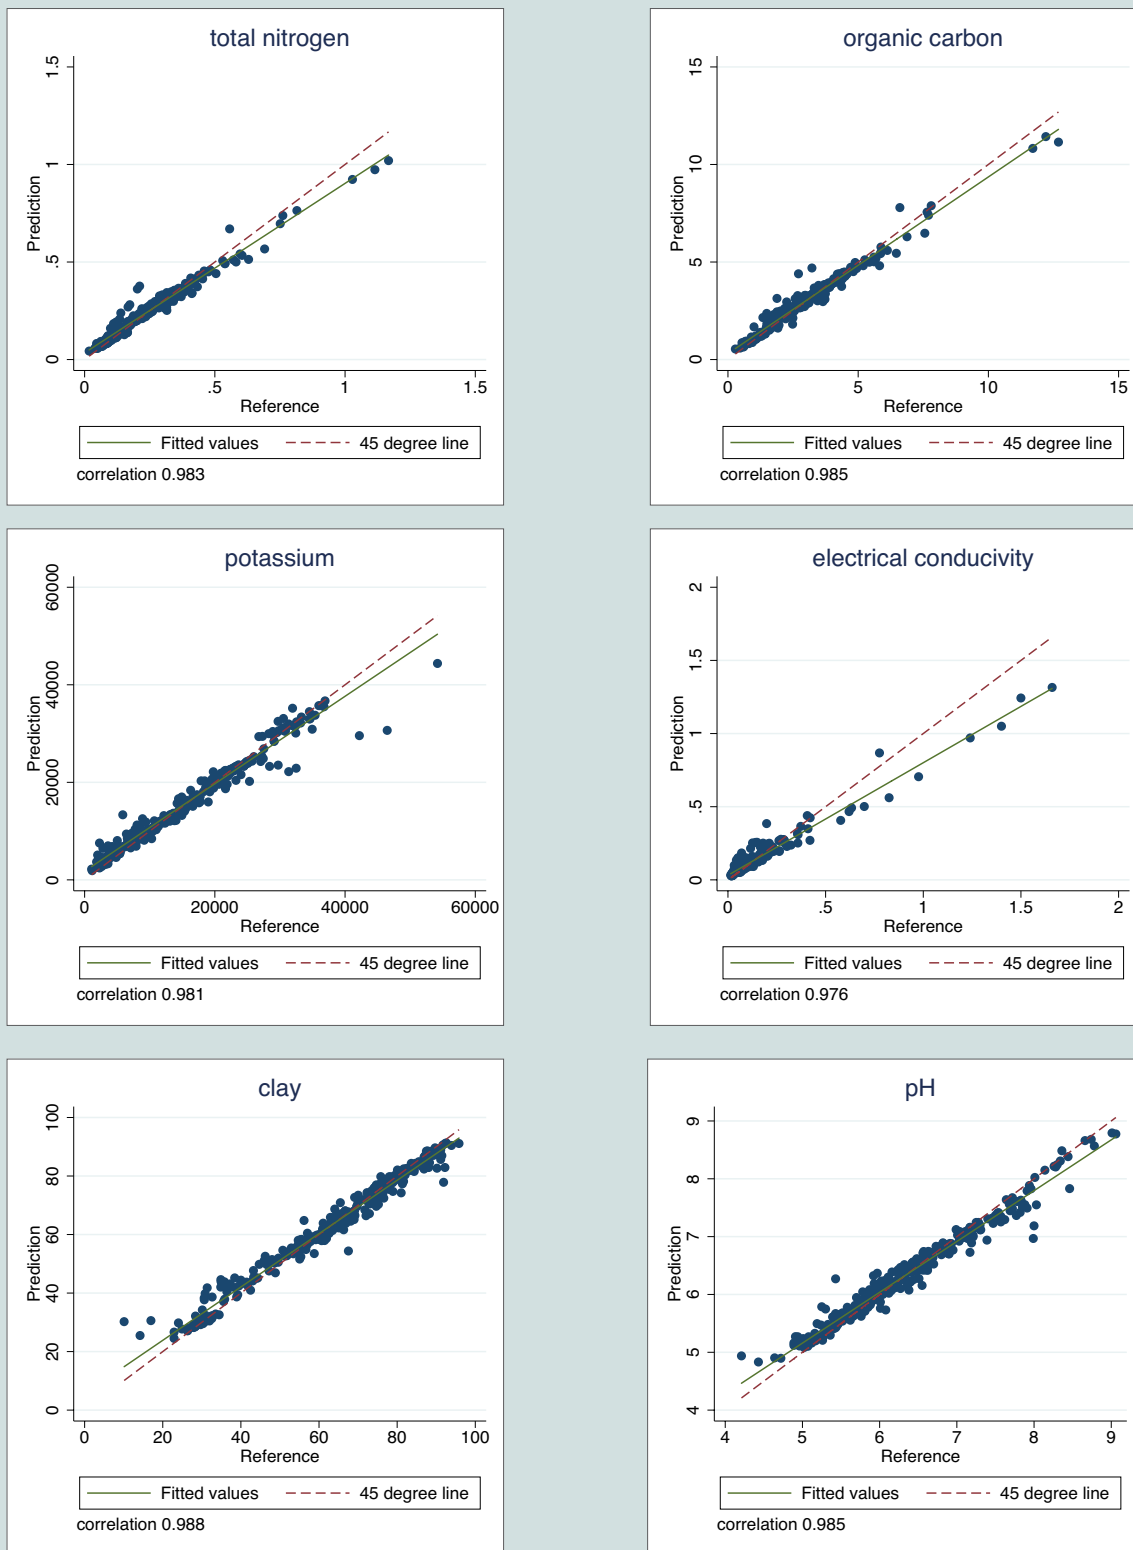 total nitrogen
Prediction
0 .5 1 1.5
0 .5 1 1.5
Reference
Fitted values 45 degree line
correlation 0.983
organic carbon
Prediction
0 5 10 15
0 5 10 15
Reference
Fitted values 45 degree line
correlation 0.985
potassium
Prediction
0 20000 40000 60000
0 20000 40000 60000
Reference
Fitted values 45 degree line
correlation 0.981
electrical conducivity
Prediction
0 .5 1 1.5 2
0 .5 1 1.5 2
Reference
Fitted values 45 degree line
correlation 0.976
clay
Prediction
0 20 40 60 80 100
0 20 40 60 80 100
Reference
Fitted values 45 degree line
correlation 0.988
pH
Prediction
4 5 6 7 8 9
4 5 6 7 8 9
Reference
Fitted values 45 degree line
correlation 0.985